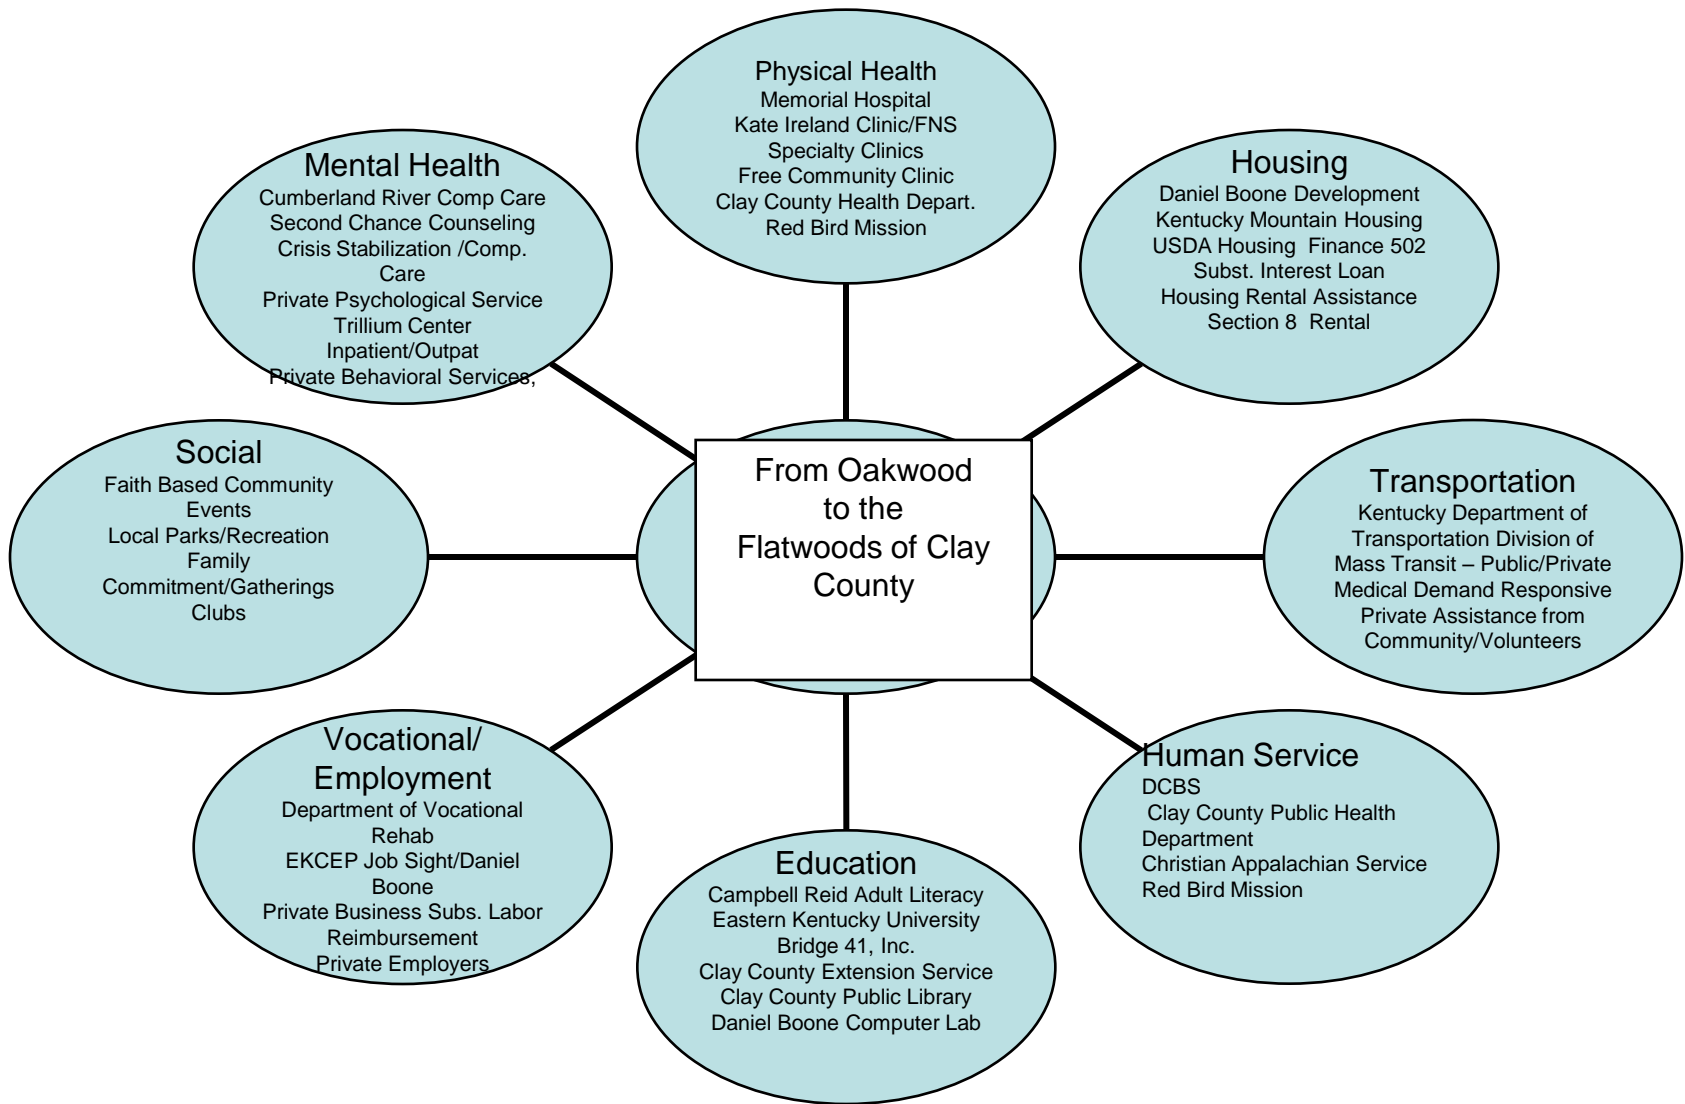 Physical Health
Memorial Hospital
Kate Ireland Clinic/FNS
Specialty Clinics
Free Community Clinic
Clay County Health Depart.
Red Bird Mission
Mental Health
Cumberland River Comp Care
Second Chance Counseling
Crisis Stabilization /Comp.
Care
Private Psychological Service
Trillium Center
Inpatient/Outpat
Private Behavioral Services,
Housing
Daniel Boone Development
Kentucky Mountain Housing
USDA Housing  Finance 502
Subst. Interest Loan
Housing Rental Assistance
Section 8  Rental
Social
Faith Based Community
Events
Local Parks/Recreation
Family
Commitment/Gatherings
Clubs
From Oakwood
to the
Flatwoods of Clay
County
Transportation
Kentucky Department of
Transportation Division of
Mass Transit – Public/Private
Medical Demand Responsive
Private Assistance from
Community/Volunteers
Vocational/
Employment
Department of Vocational
Rehab
EKCEP Job Sight/Daniel
Boone
Private Business Subs. Labor
Reimbursement
Private Employers
Education
Campbell Reid Adult Literacy
Eastern Kentucky University
Bridge 41, Inc.
Clay County Extension Service
Clay County Public Library
Daniel Boone Computer Lab
Human Service
DCBS
Clay County Public Health
Department
Christian Appalachian Service
Red Bird Mission